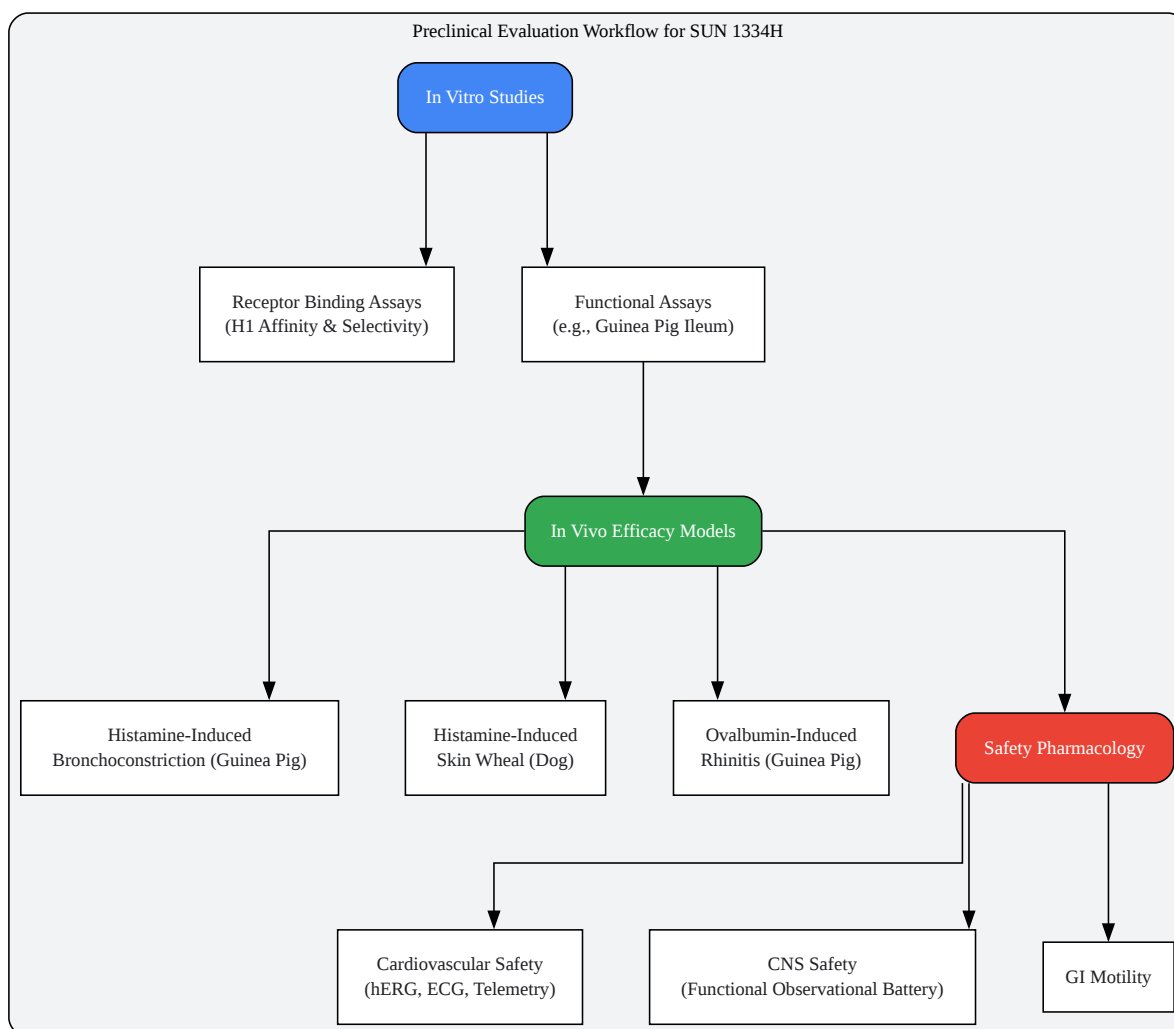 Preclinical Evaluation Workflow for SUN 1334H
In Vitro Studies
Receptor Binding Assays
(H1 Affinity & Selectivity)
Functional Assays
(e.g., Guinea Pig Ileum)
In Vivo Efficacy Models
Histamine-Induced
Bronchoconstriction (Guinea Pig)
Histamine-Induced
Skin Wheal (Dog)
Ovalbumin-Induced
Rhinitis (Guinea Pig)
Safety Pharmacology
Cardiovascular Safety
(hERG, ECG, Telemetry)
CNS Safety
(Functional Observational Battery)
GI Motility